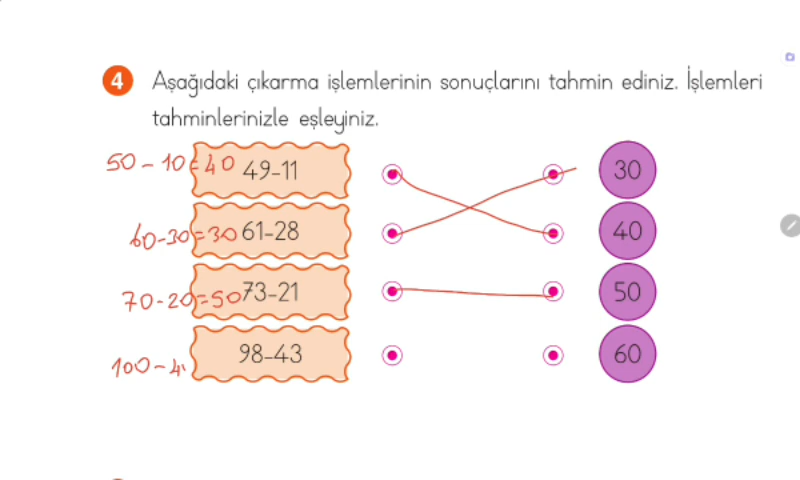 4 Aşağıdaki çıkarma işlemlerinin sonuçlarını tahmin ediniz. İşlemleri
tahminlerinizle eşleyiniz.
50-10=40 49-11 30
60-30=30 61-28 40
70-20=50 73-21 50
100-4 98-43 60